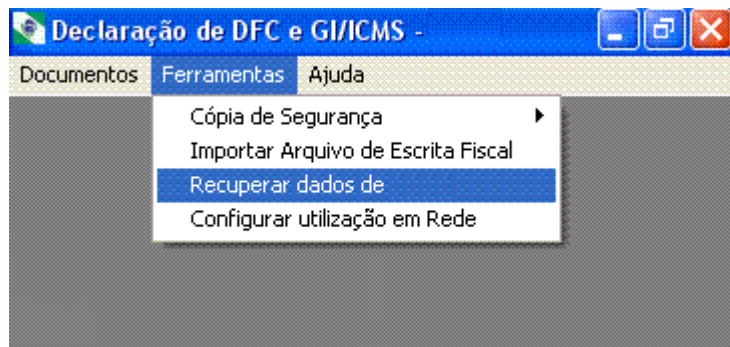 Declaração de DFC e GI/ICMS -
Documentos Ferramentas Ajuda
Cópia de Segurança
Importar Arquivo de Escrita Fiscal
Recuperar dados de
Configurar utilização em Rede